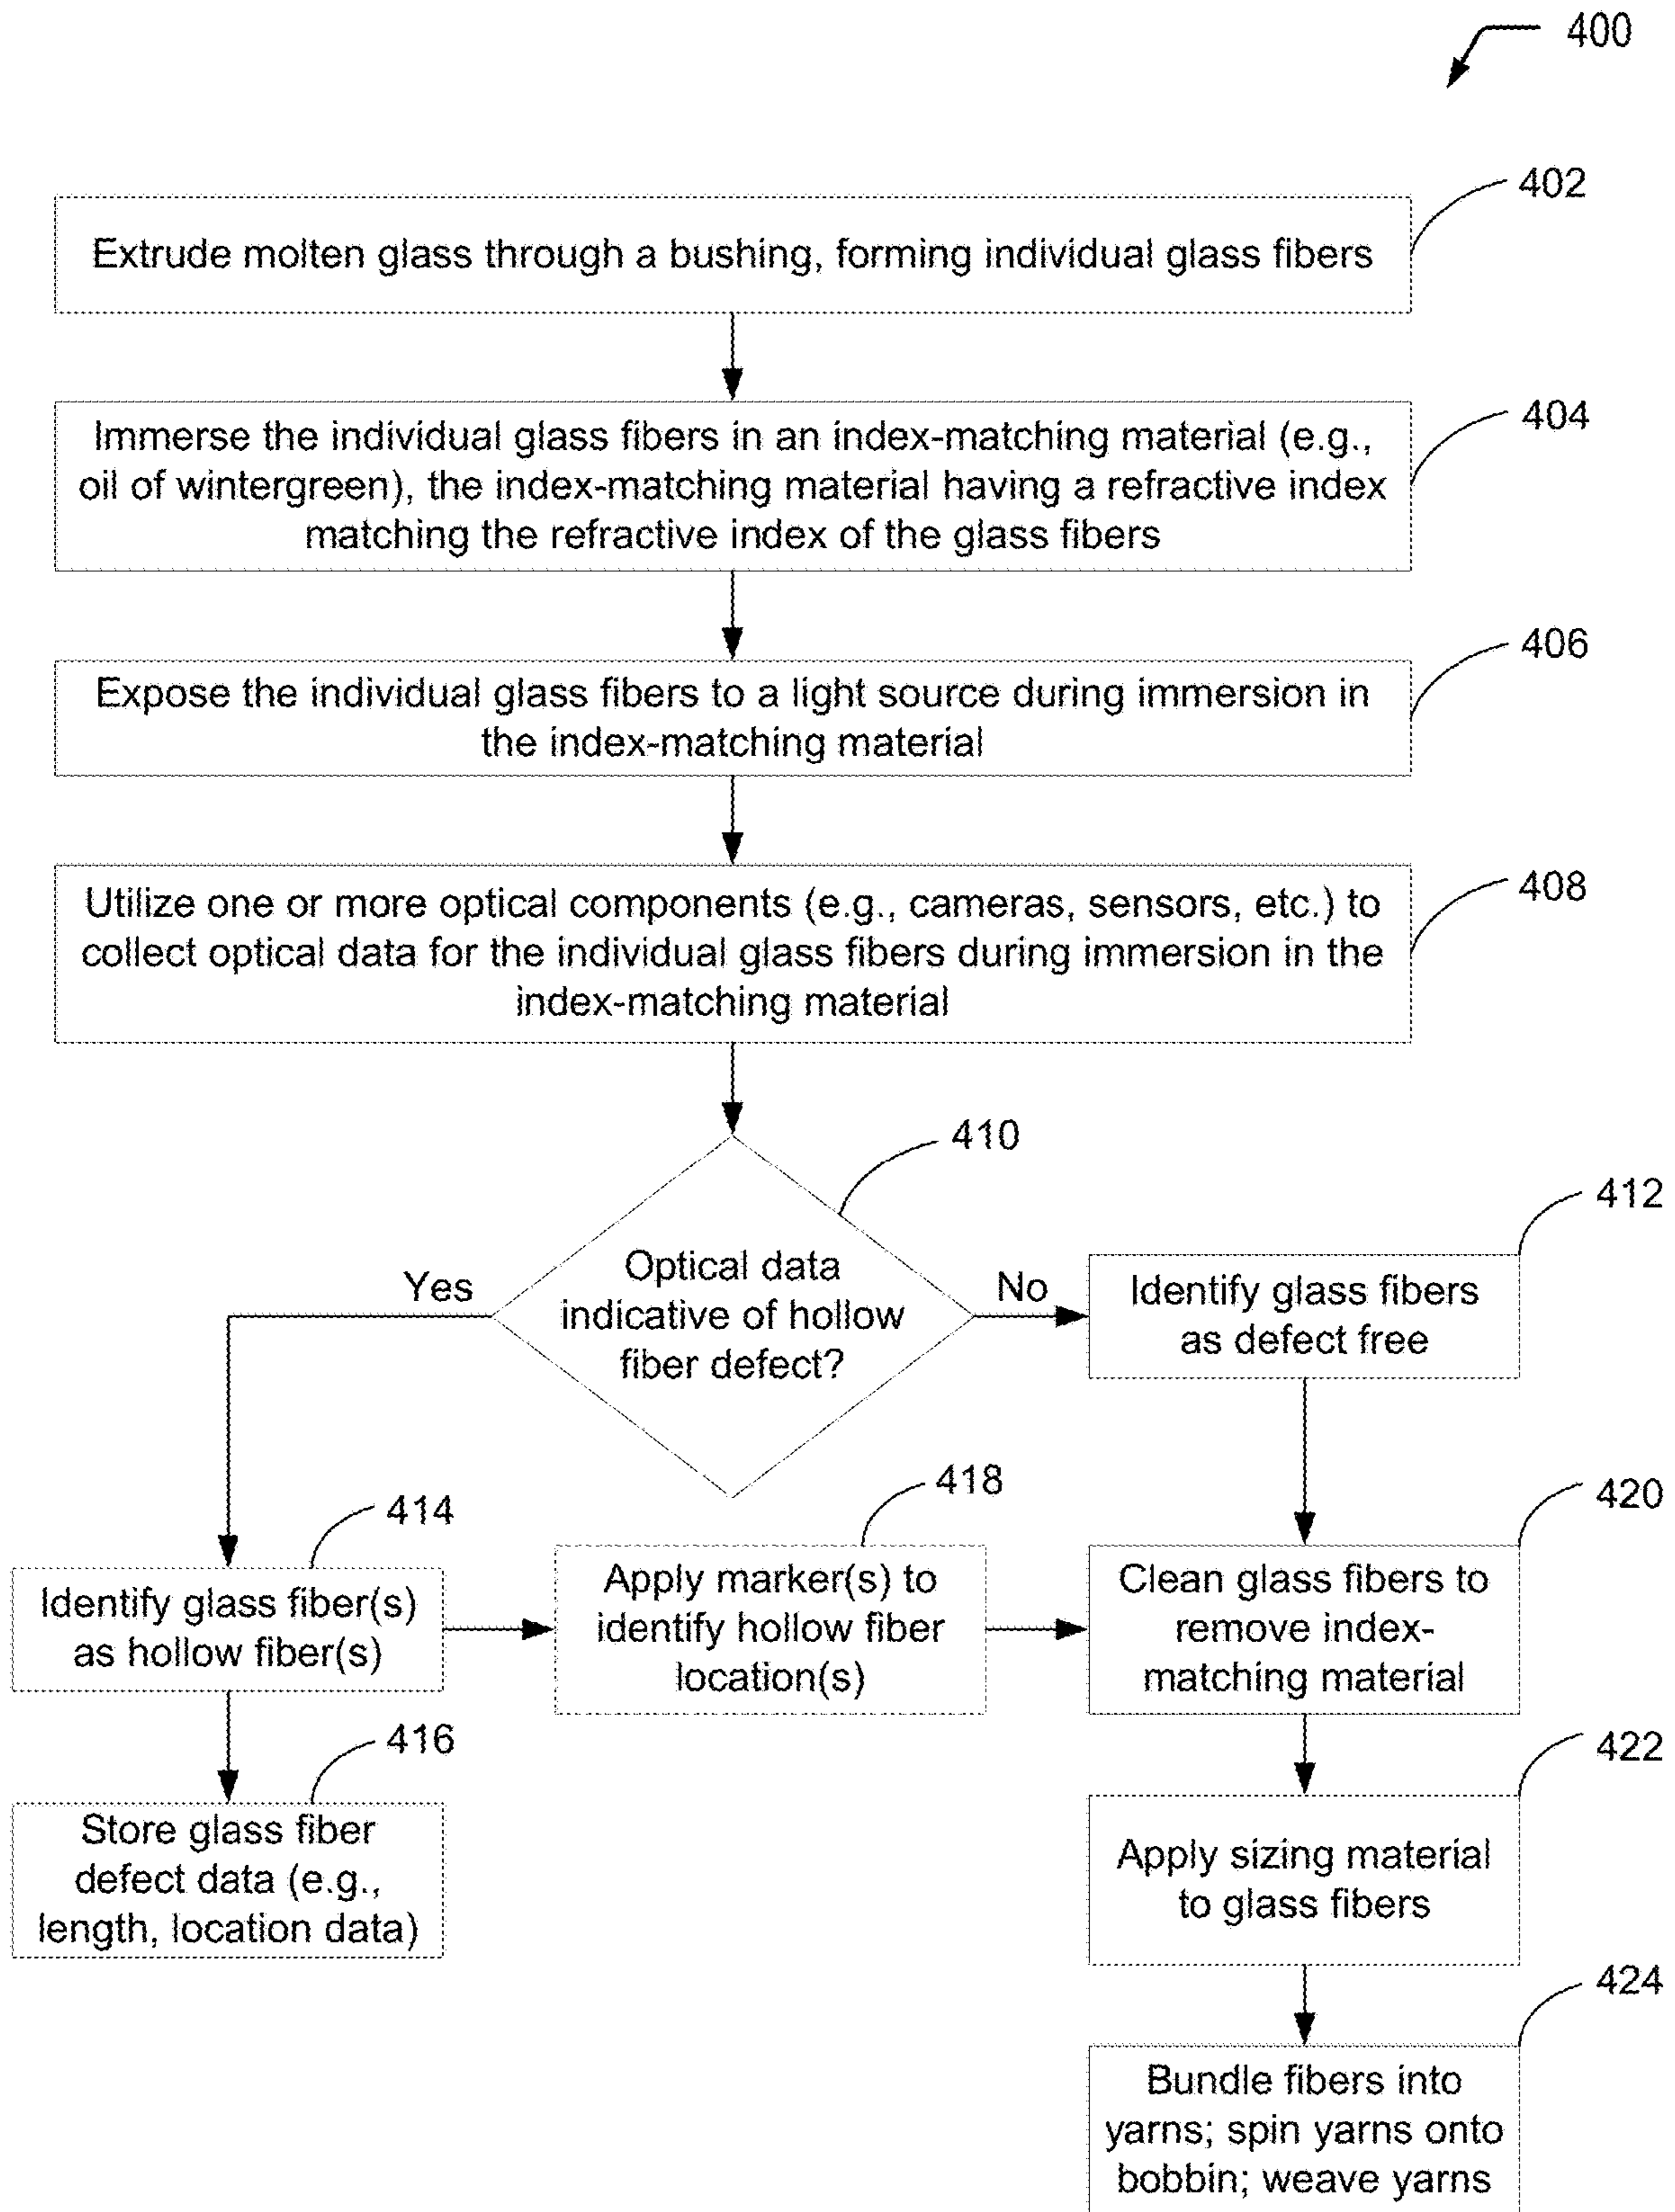 400
402
Extrude molten glass through a bushing, forming individual glass fibers
404
Immerse the individual glass fibers in an index-matching material (e.g.,
oil of wintergreen), the index-matching material having a refractive index
matching the refractive index of the glass fibers
406
Expose the individual glass fibers to a light source during immersion in
the index-matching material
408
Utilize one or more optical components (e.g., cameras, sensors, etc.) to
collect optical data for the individual glass fibers during immersion in the
index-matching material
410
Optical data
indicative of hollow
fiber defect?
Yes
No
412
Identify glass fibers
as defect free
414
Identify glass fiber(s)
as hollow fiber(s)
418
Apply marker(s) to
identify hollow fiber
location(s)
420
Clean glass fibers to
remove index-
matching material
416
Store glass fiber
defect data (e.g.,
length, location data)
422
Apply sizing material
to glass fibers
424
Bundle fibers into
yarns; spin yarns onto
bobbin; weave yarns